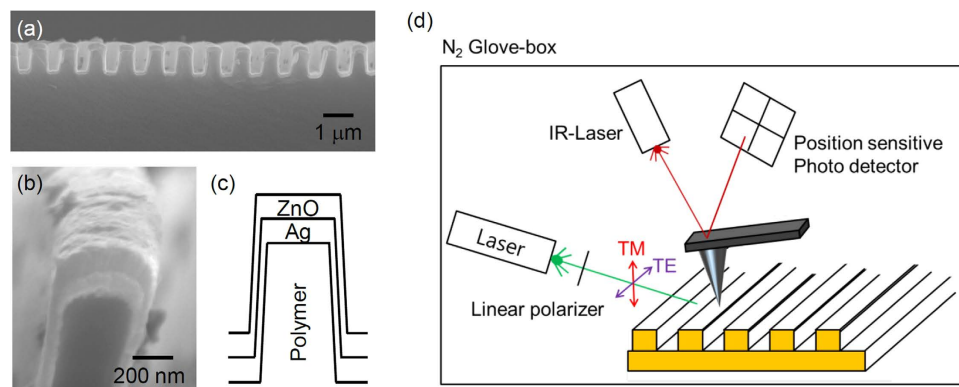 (a)
1 μm
(b)
200 nm
(c)
ZnO
Ag
Polymer
(d)
N₂ Glove-box
IR-Laser
Position sensitive
Photo detector
Laser
TM
TE
Linear polarizer